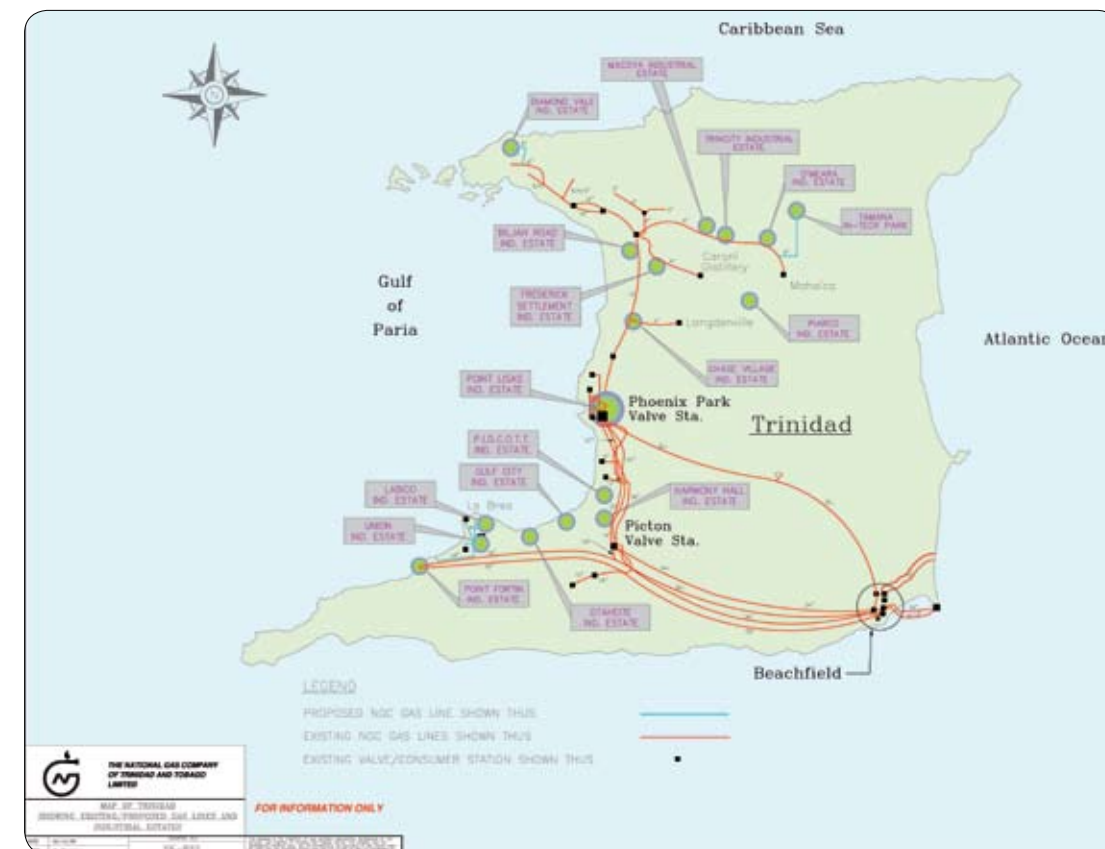 Caribbean Sea
MACOYA INDUSTRIAL
ESTATE
DIAMOND VALE
IND. ESTATE
TRINCITY INDUSTRIAL
ESTATE
O'MEARA
IND. ESTATE
TAMANA
IN-TECH PARK
BILJAH ROAD
IND. ESTATE
Caroni
Distillery
Mahaica
Gulf
of
Paria
FREDERICK
SETTLEMENT
IND. ESTATE
Longdenville
PIARCO
IND. ESTATE
Atlantic Ocean
CHASE VILLAGE
IND. ESTATE
POINT LISAS
IND. ESTATE
Phoenix Park
Valve Sta.
Trinidad
IND. ESTATE
GULF CITY
IND. ESTATE
HARMONY HALL
IND. ESTATE
LABIDCO
IND. ESTATE
La Brea
UNION
IND. ESTATE
Picton
Valve Sta.
POINT FORTIN
IND. ESTATE
OTAHEITE
IND. ESTATE
Beachfield
LEGEND
PROPOSED NGC GAS LINE SHOWN THUS
EXISTING NGC GAS LINES SHOWN THUS
EXISTING VALVE/CONSUMER STATION SHOWN THUS
THE NATIONAL GAS COMPANY
OF TRINIDAD AND TOBAGO
LIMITED
MAP OF TRINIDAD
SHOWING EXISTING/PROPOSED GAS LINES AND
INDUSTRIAL ESTATES
FOR INFORMATION ONLY